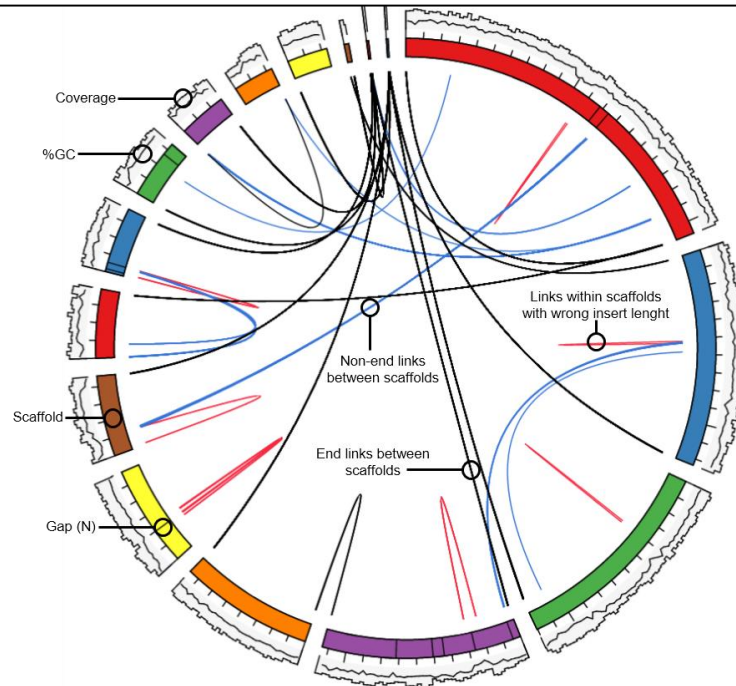 Coverage
%GC
Links within scaffolds
with wrong insert lenght
Non-end links
between scaffolds
Scaffold
End links between
scaffolds
Gap (N)